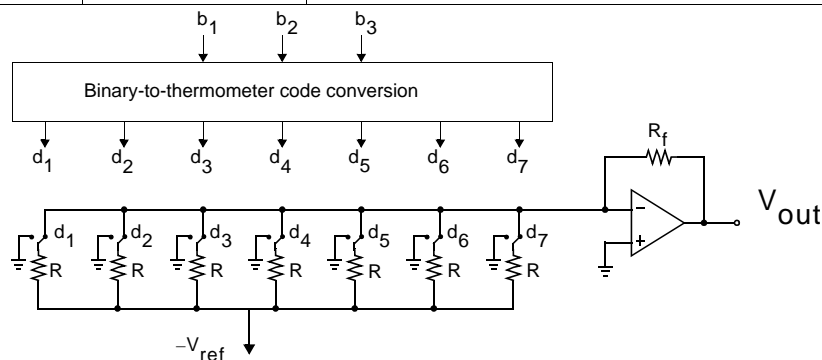 b1 b2 b3
Binary-to-thermometer code conversion
d1 d2 d3 d4 d5 d6 d7
Rf
Vout
d1 d2 d3 d4 d5 d6 d7
R R R R R R R
−Vref